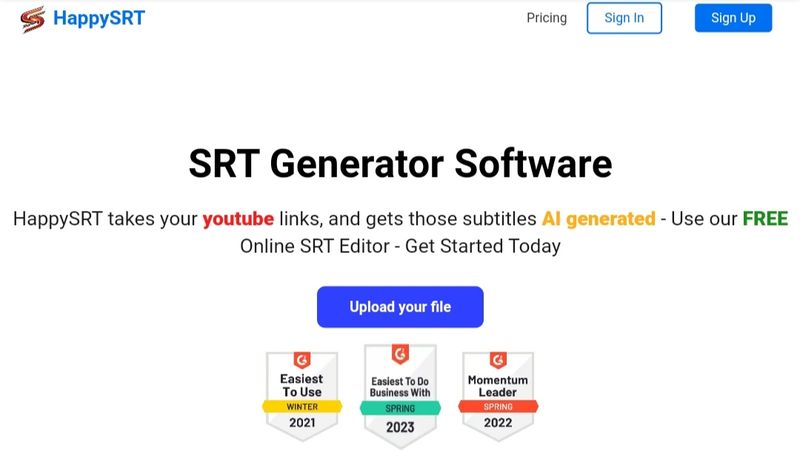 HappySRT
Pricing
Sign In
Sign Up
SRT Generator Software
HappySRT takes your youtube links, and gets those subtitles AI generated - Use our FREE
Online SRT Editor - Get Started Today
Upload your file
Easiest
To Use
WINTER
2021
Easiest To Do
Business With
SPRING
2023
Momentum
Leader
SPRING
2022